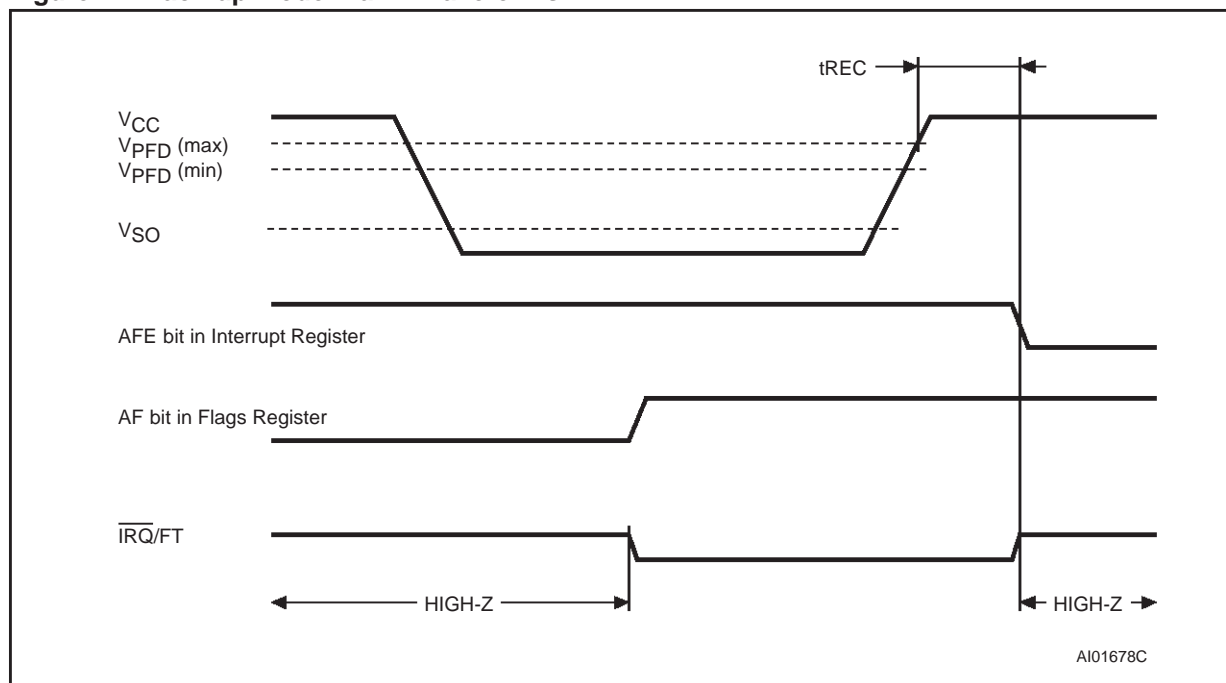 tREC
VCC
VPFD (max)
VPFD (min)
VSO
AFE bit in Interrupt Register
AF bit in Flags Register
IRQ/FT
HIGH-Z
HIGH-Z
AI01678C